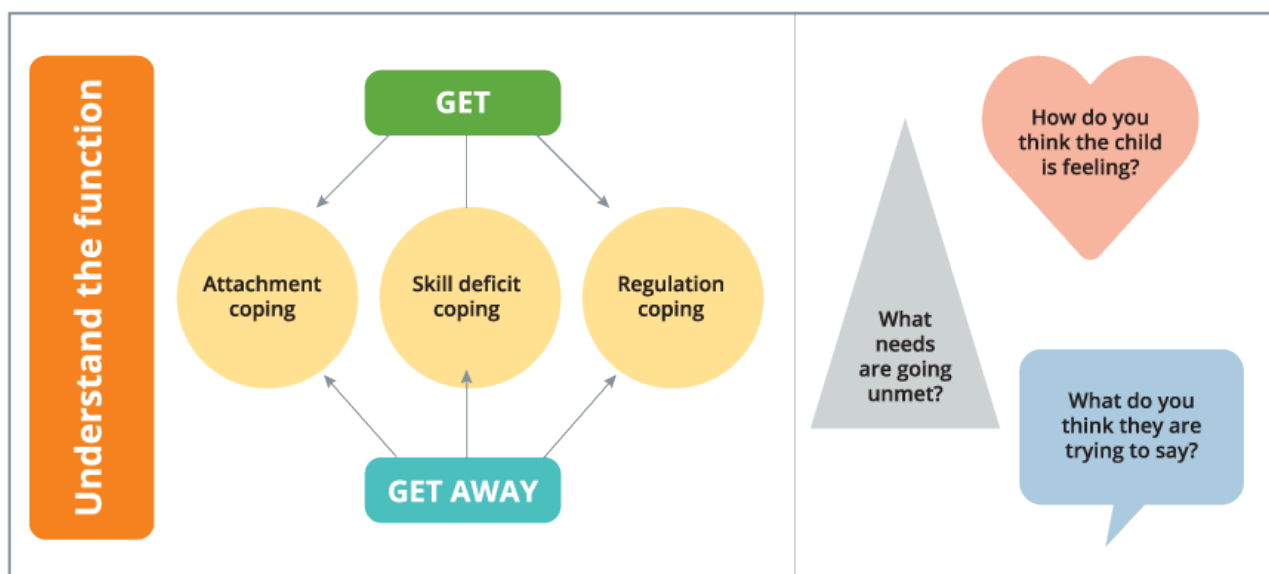 Understand the function
GET
Attachment
coping
Skill deficit
coping
Regulation
coping
GET AWAY
How do you
think the child
is feeling?
What
needs
are going
unmet?
What do you
think they are
trying to say?